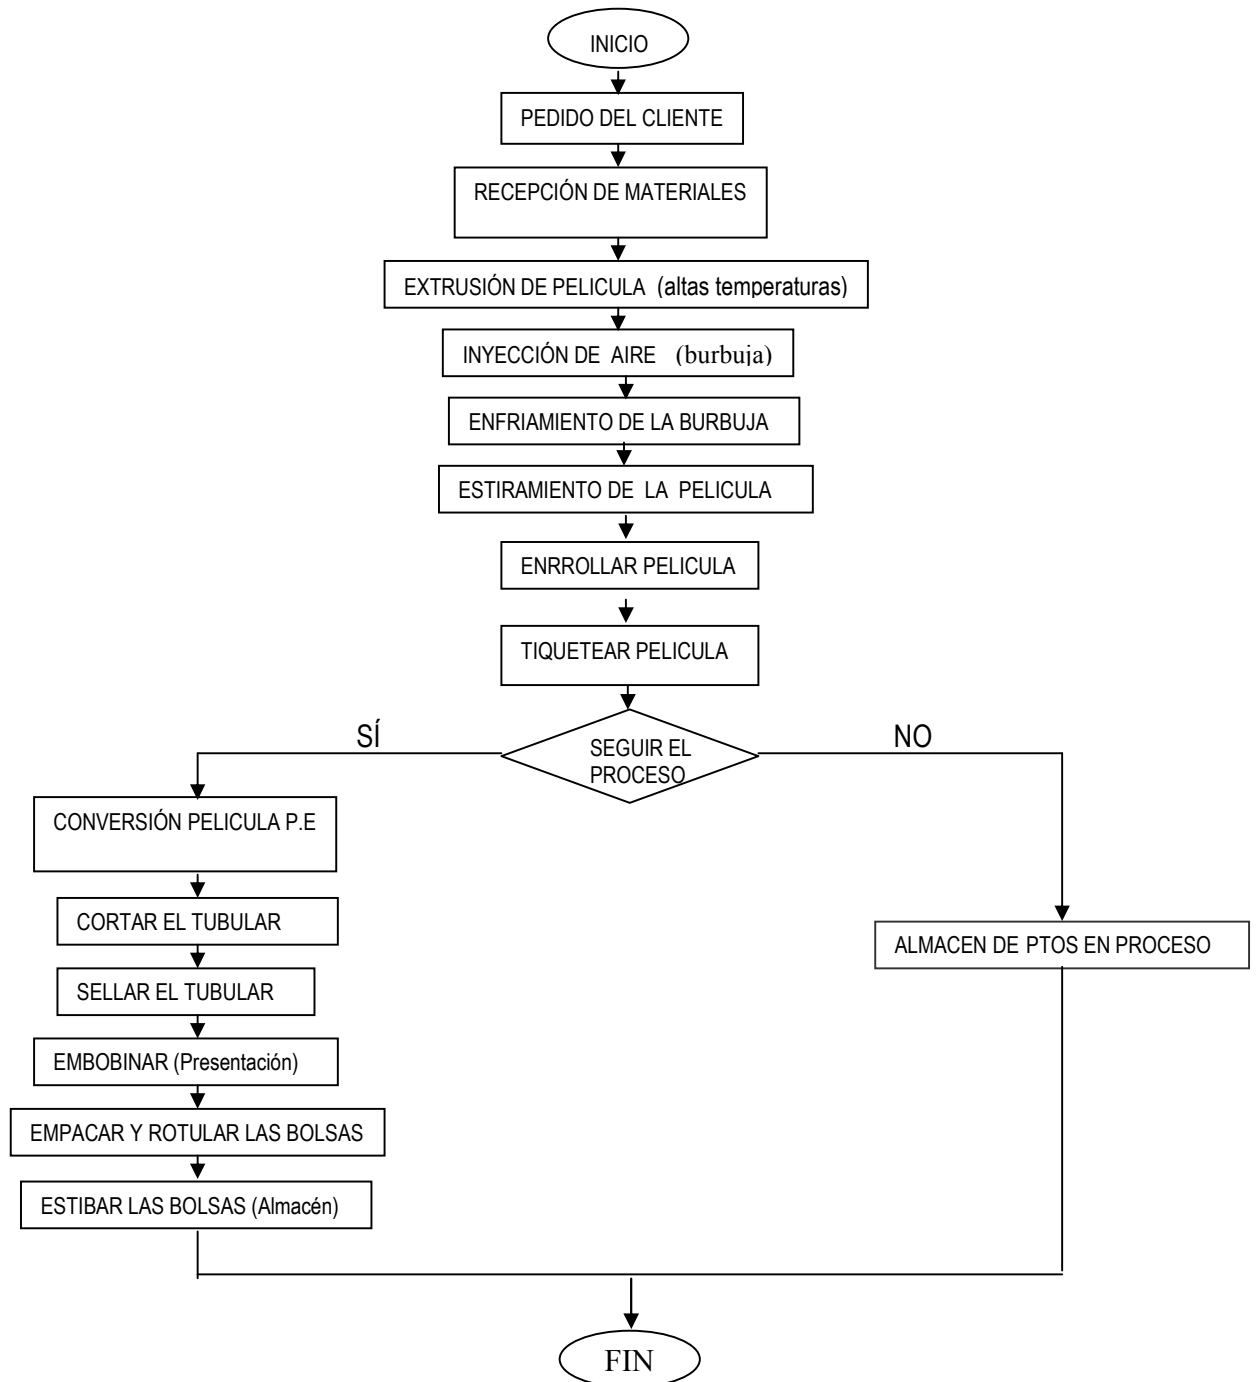 INICIO
PEDIDO DEL CLIENTE
RECEPCIÓN DE MATERIALES
EXTRUSIÓN DE PELICULA (altas temperaturas)
INYECCIÓN DE AIRE (burbuja)
ENFRIAMIENTO DE LA BURBUJA
ESTIRAMIENTO DE LA PELICULA
ENRROLLAR PELICULA
TIQUETEAR PELICULA
SEGUIR EL
PROCESO
SÍ
NO
CONVERSIÓN PELICULA P.E
CORTAR EL TUBULAR
SELLAR EL TUBULAR
EMBOBINAR (Presentación)
EMPACAR Y ROTULAR LAS BOLSAS
ESTIBAR LAS BOLSAS (Almacén)
ALMACEN DE PTOS EN PROCESO
FIN